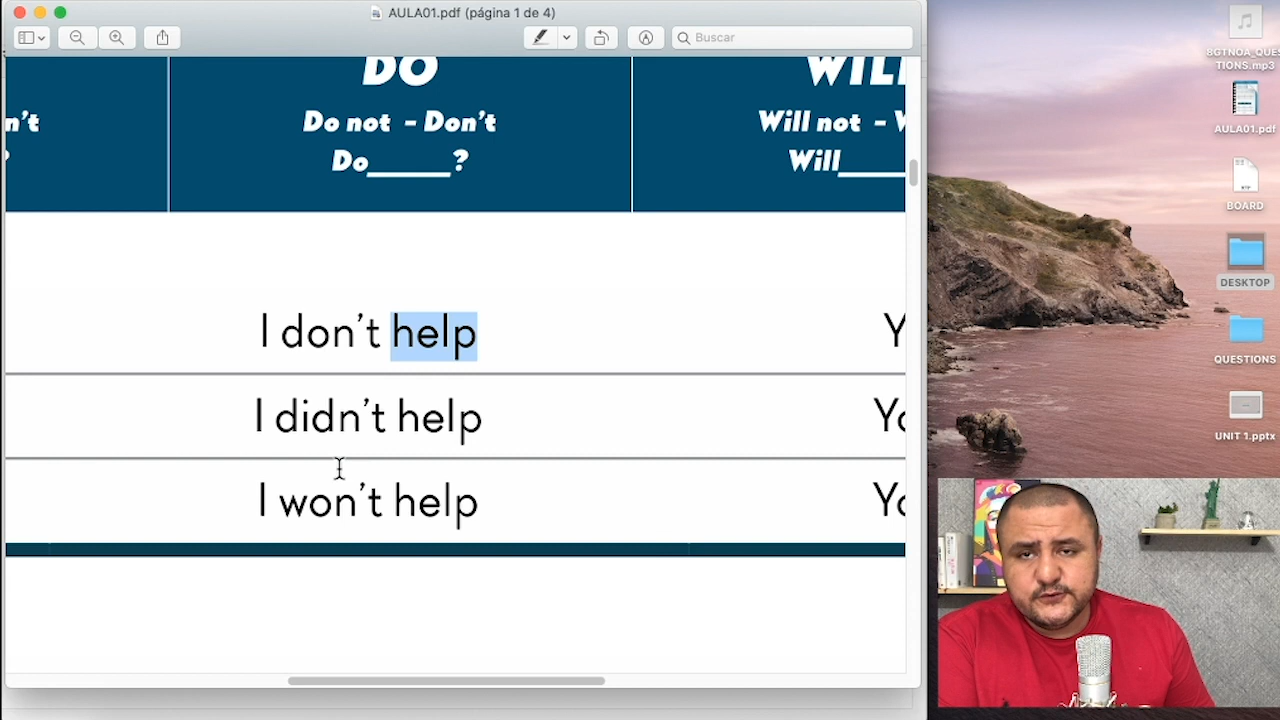 AULA01.pdf (página 1 de 4)
Buscar
DO
Do not - Don't
Do______?
Will not -
Will
n't
?
I don't help
I didn't help
I won't help
TIONS.mp3
AULA01.pdf
BOARD
DESKTOP
QUESTIONS
UNIT 1.pptx